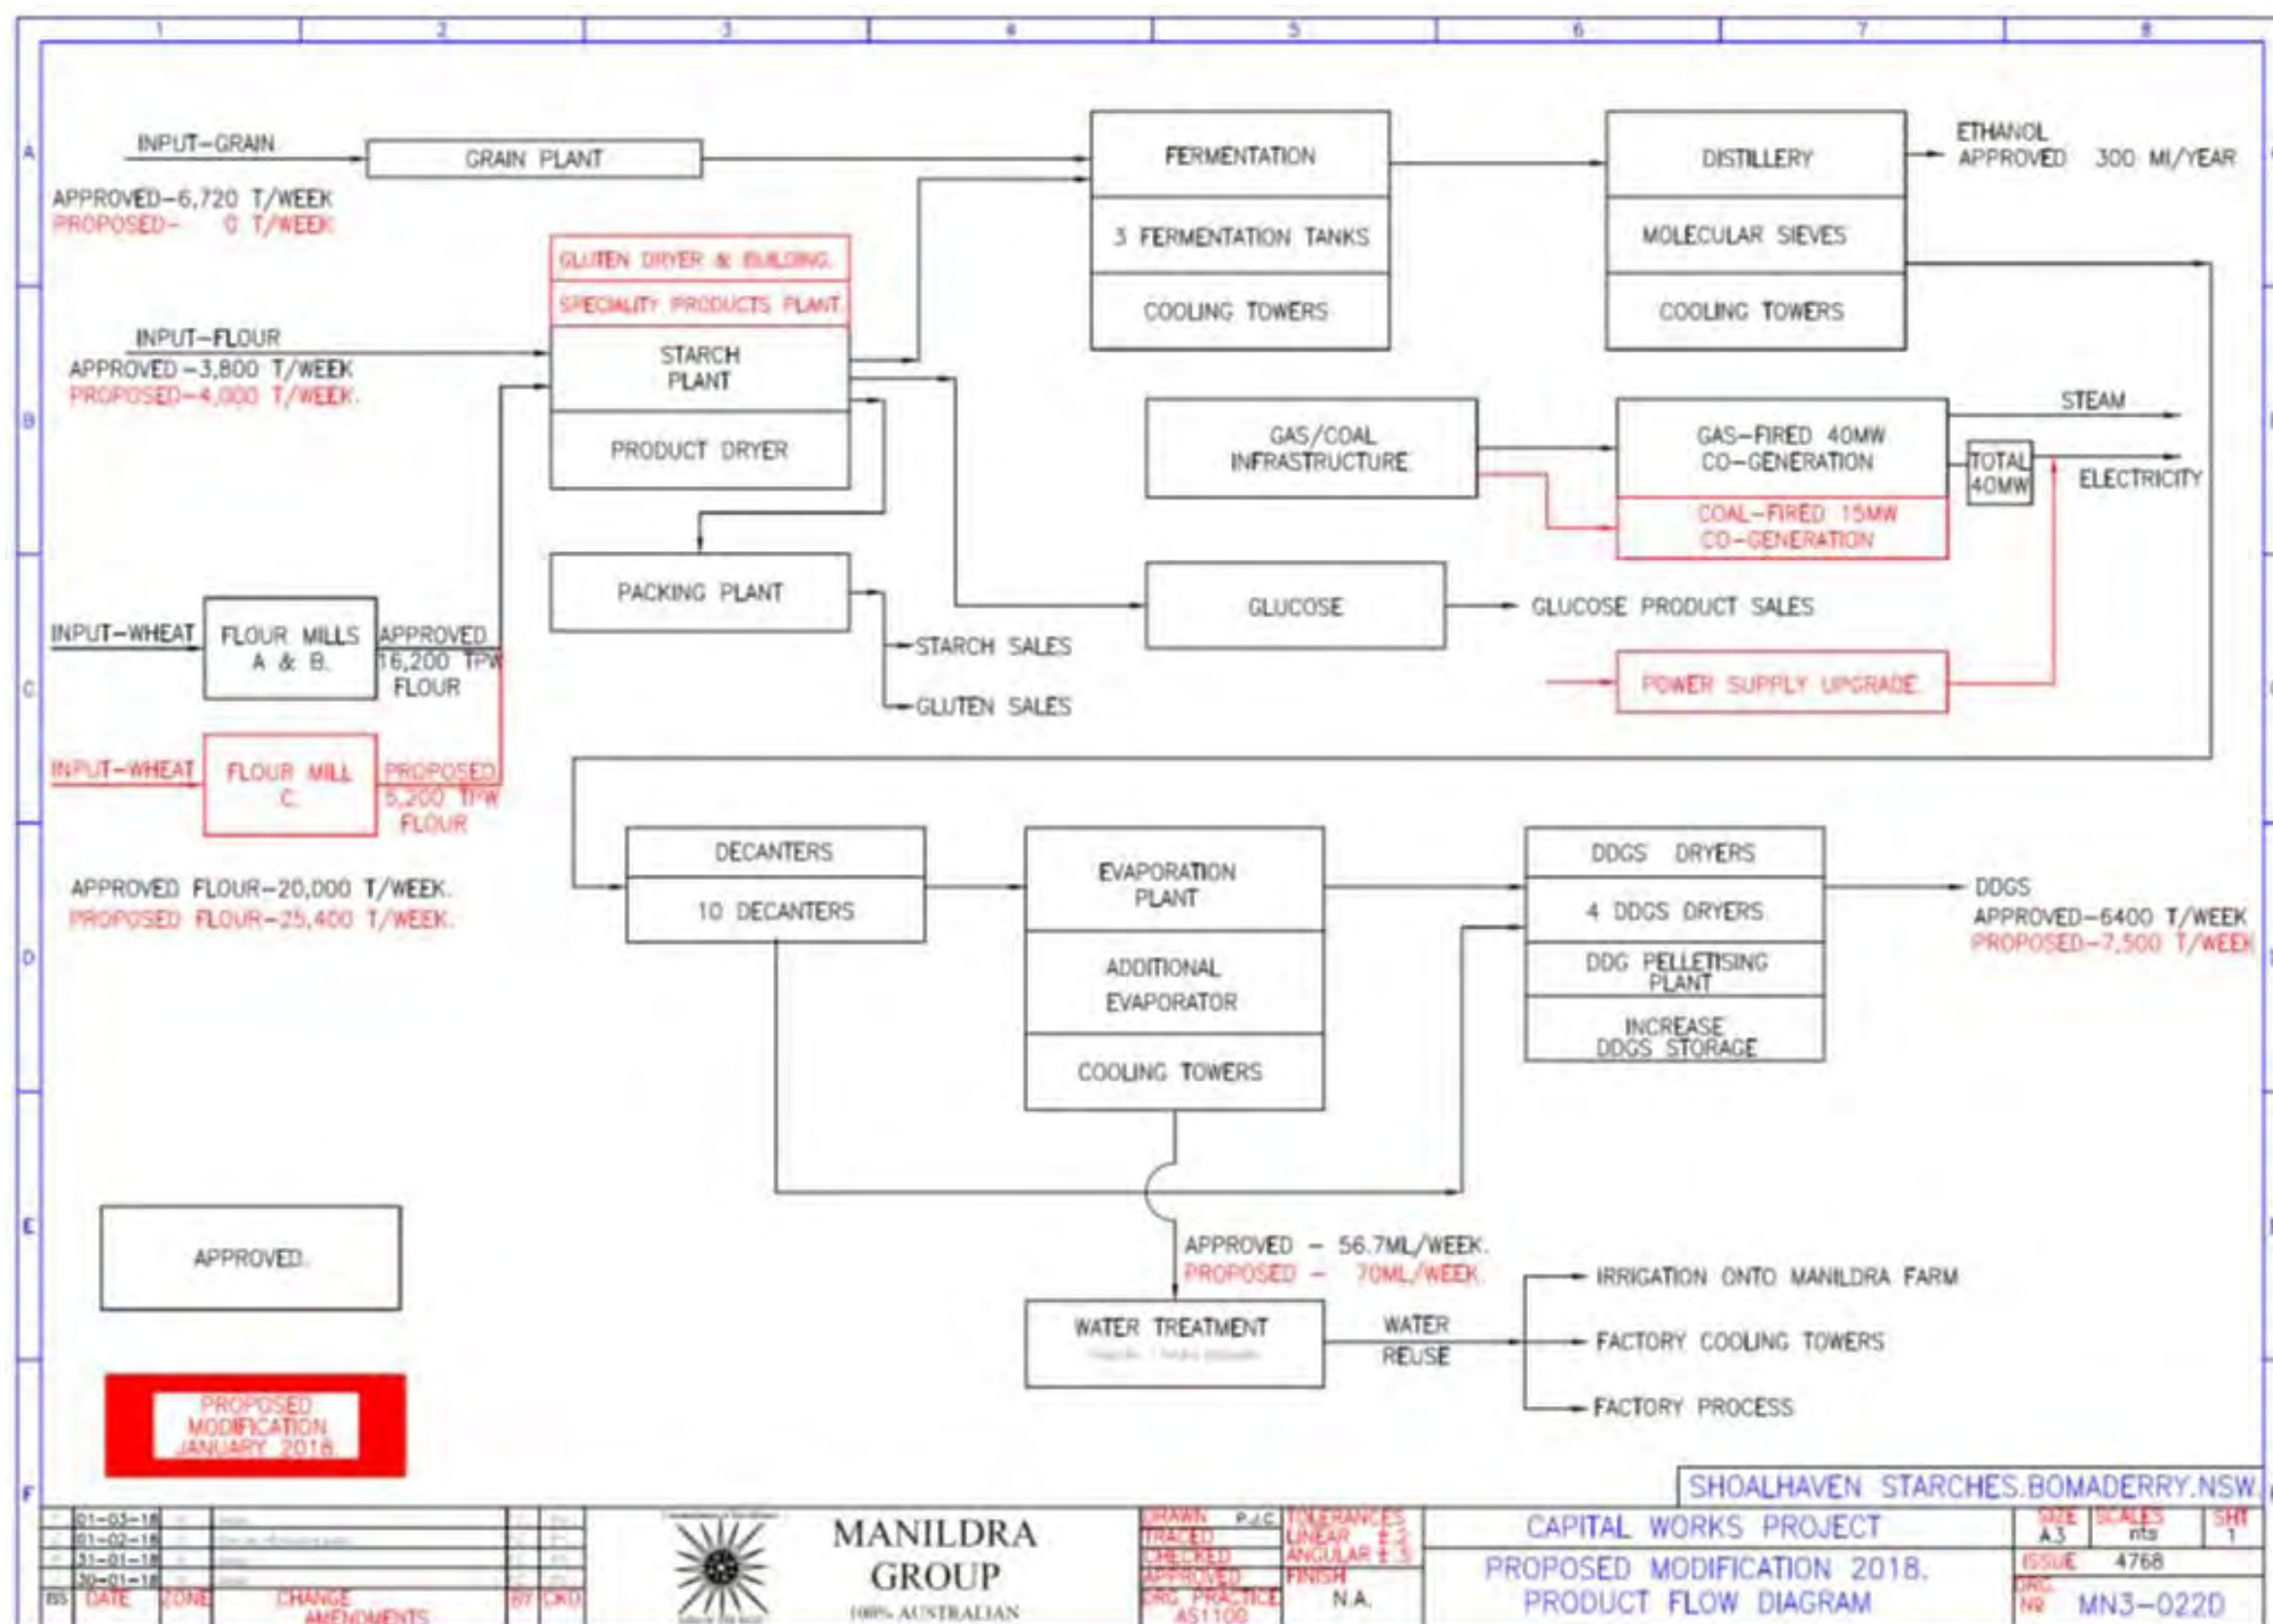 1 2 3 4 5 6 7 8
A
INPUT-GRAIN
GRAIN PLANT
APPROVED-6,720 T/WEEK
PROPOSED- 0 T/WEEK
FERMENTATION
3 FERMENTATION TANKS
COOLING TOWERS
DISTILLERY
MOLECULAR SIEVES
COOLING TOWERS
ETHANOL
APPROVED 300 Ml/YEAR
GLUTEN DRYER & BUILDING.
SPECIALITY PRODUCTS PLANT.
STARCH
PLANT
PRODUCT DRYER
INPUT-FLOUR
APPROVED-3,800 T/WEEK
PROPOSED-4,000 T/WEEK.
B
GAS/COAL
INFRASTRUCTURE
GAS-FIRED 40MW
CO-GENERATION
COAL-FIRED 15MW
CO-GENERATION
STEAM
TOTAL
40MW
ELECTRICITY
PACKING PLANT
STARCH SALES
GLUTEN SALES
GLUCOSE
GLUCOSE PRODUCT SALES
POWER SUPPLY UPGRADE.
INPUT-WHEAT
FLOUR MILLS
A & B.
APPROVED
16,200 TPW
FLOUR
C
INPUT-WHEAT
FLOUR MILL
C.
PROPOSED
5,200 TPW
FLOUR
APPROVED FLOUR-20,000 T/WEEK.
PROPOSED FLOUR-25,400 T/WEEK.
D
DECANTERS
10 DECANTERS
EVAPORATION
PLANT
ADDITIONAL
EVAPORATOR
COOLING TOWERS
DDGS DRYERS
4 DDGS DRYERS
DDG PELLETISING
PLANT
INCREASE
DDGS STORAGE
DDGS
APPROVED-6400 T/WEEK
PROPOSED-7,500 T/WEEK
E
APPROVED.
APPROVED - 56.7ML/WEEK.
PROPOSED - 70ML/WEEK.
WATER TREATMENT
WATER
REUSE
IRRIGATION ONTO MANILDRA FARM
FACTORY COOLING TOWERS
FACTORY PROCESS
PROPOSED
MODIFICATION
JANUARY 2018.
F
SHOALHAVEN STARCHES.BOMADERRY.NSW.
01-03-18
01-02-18
31-01-18
30-01-18
ISS DATE ZONE CHANGE BY CKD
AMENDMENTS
MANILDRA
GROUP
100% AUSTRALIAN
DRAWN P.J.C
TRACED
CHECKED
APPROVED
DRG PRACTICE
AS1100
TOLERANCES
LINEAR
ANGULAR
FINISH
N.A.
CAPITAL WORKS PROJECT
PROPOSED MODIFICATION 2018.
PRODUCT FLOW DIAGRAM
SIZE SCALES SHT
A3 nts 1
ISSUE 4768
DRG
Nº MN3-022D